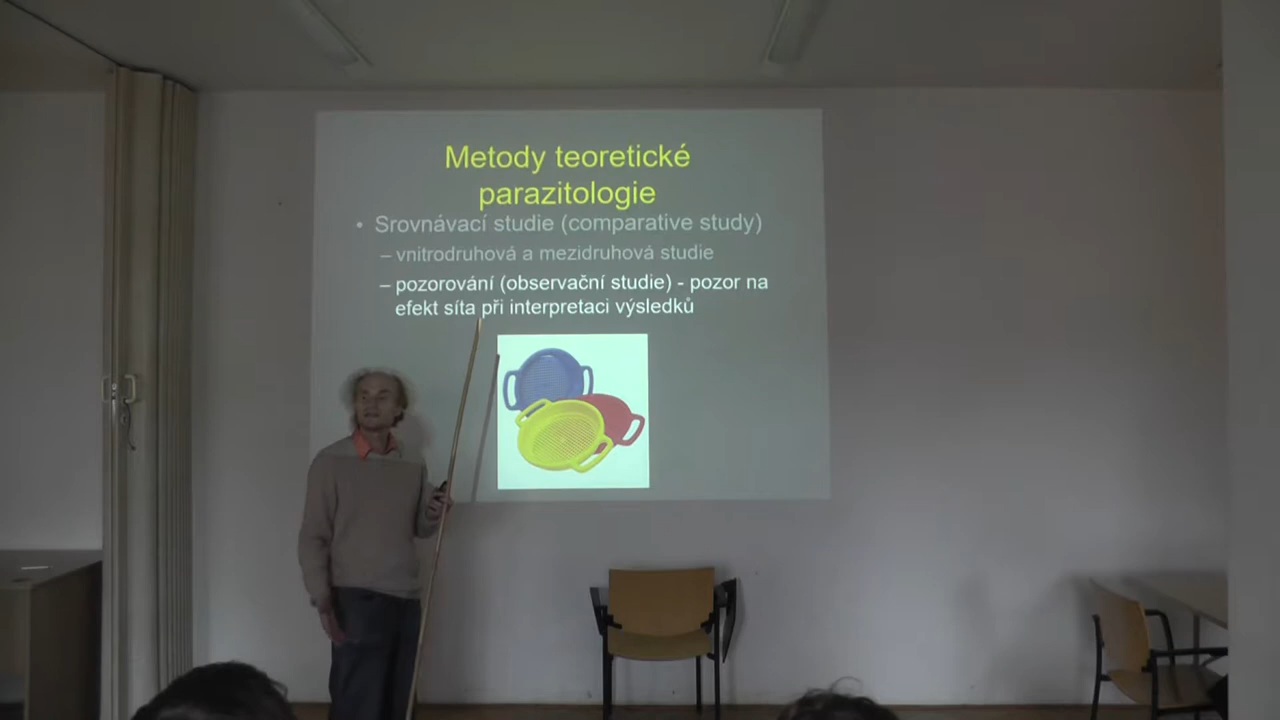 Metody teoretické
parazitologie
• Srovnávací studie (comparative study)
– vnitrodruhová a mezidruhová studie
– pozorování (observační studie) - pozor na
efekt síta při interpretaci výsledků